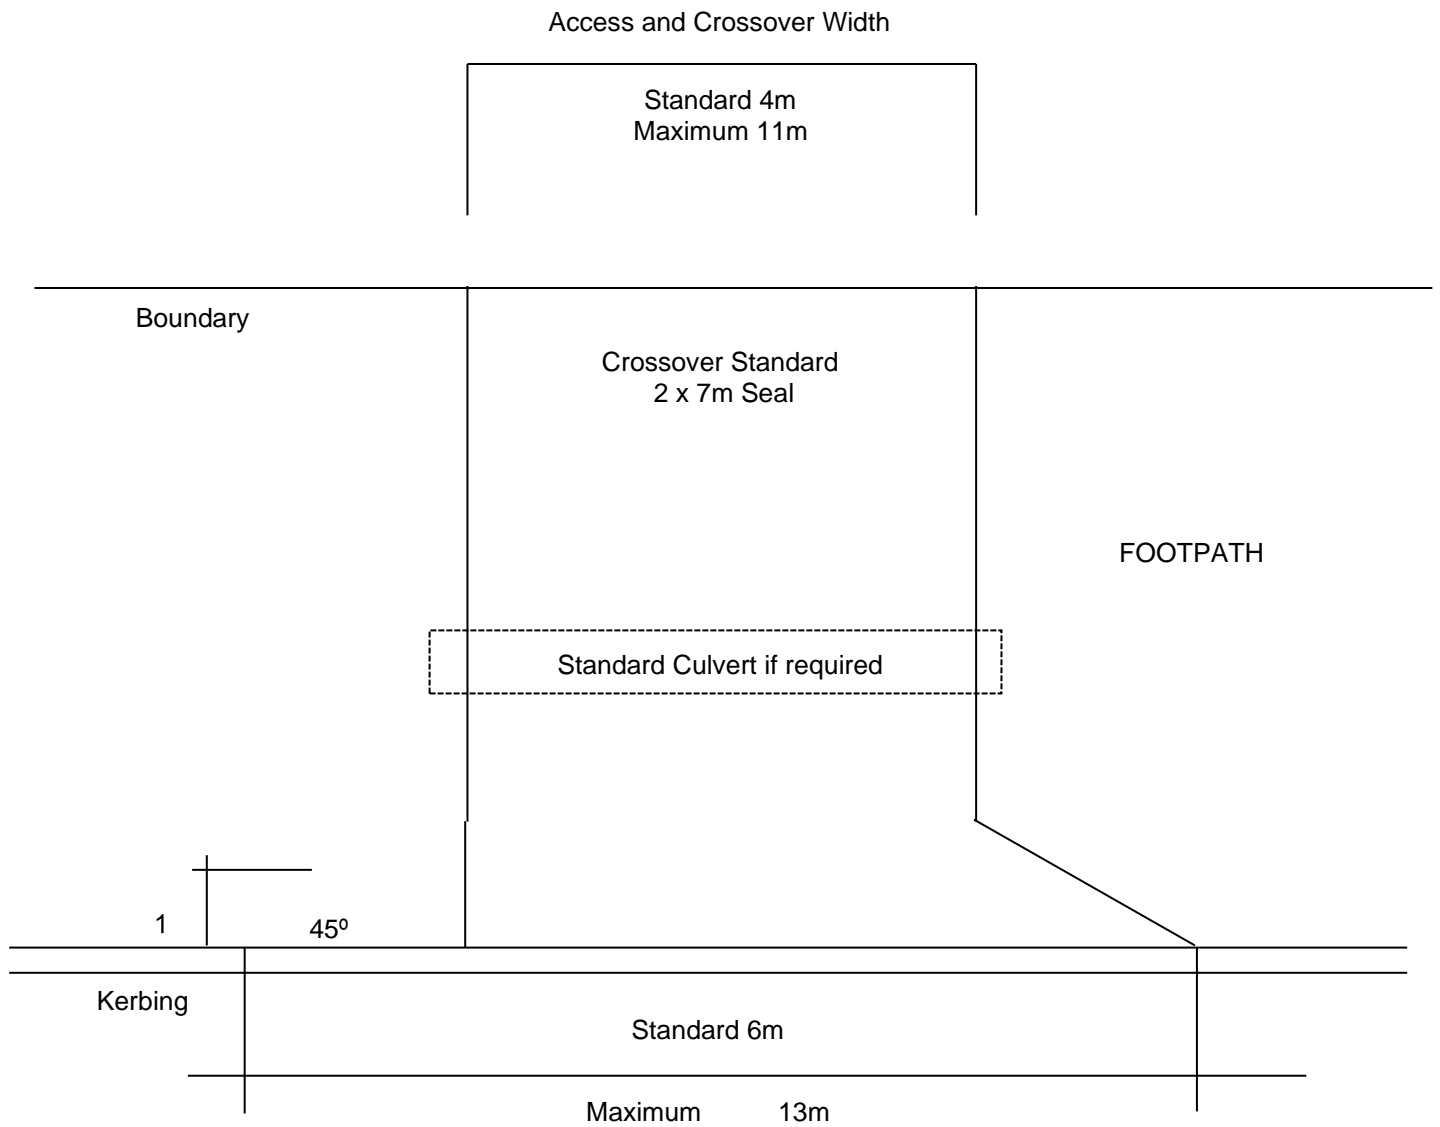 Access and Crossover Width
Standard 4m
Maximum 11m
Boundary
Crossover Standard
2 x 7m Seal
FOOTPATH
Standard Culvert if required
1
45º
Kerbing
Standard 6m
Maximum 13m